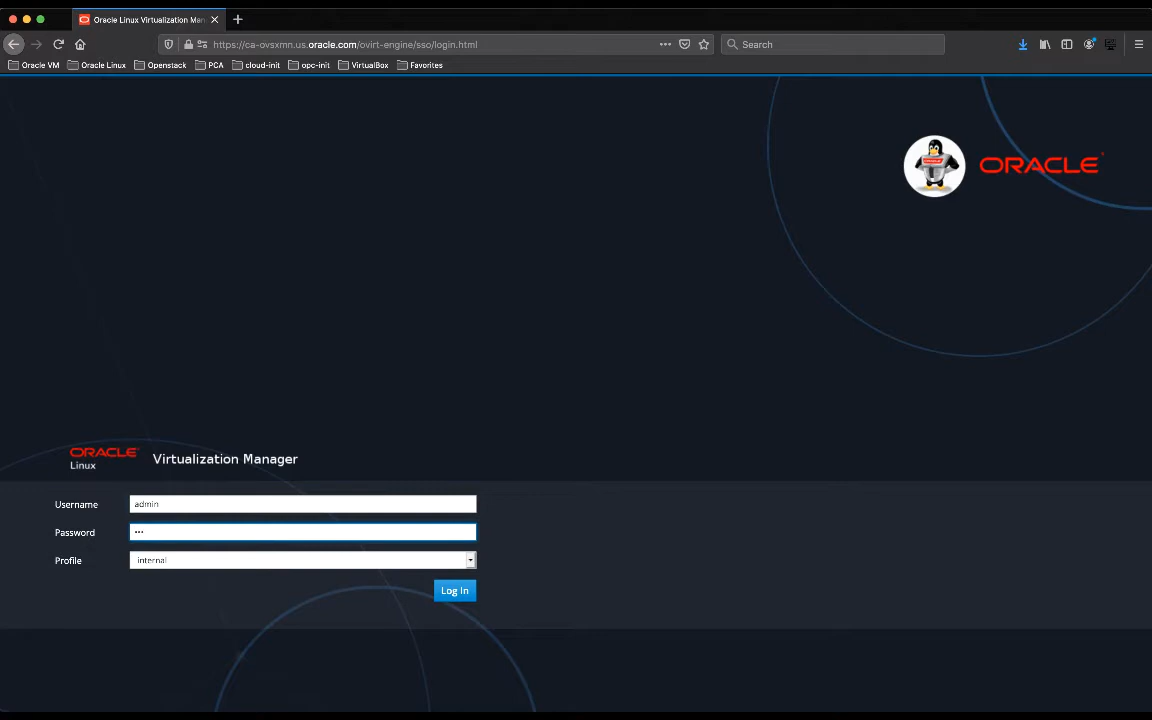 Oracle Linux Virtualization Man
https://ca-ovsxmn.us.oracle.com/ovirt-engine/sso/login.html
Search
Oracle VM
Oracle Linux
Openstack
PCA
cloud-init
opc-init
VirtualBox
Favorites
ORACLE
ORACLE
Linux
Virtualization Manager
Username
admin
Password
•••
Profile
internal
Log In